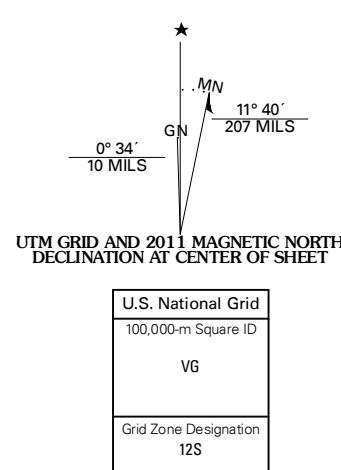 ★
MN
11° 40´
207 MILS
GN
0° 34´
10 MILS
UTM GRID AND 2011 MAGNETIC NORTH
DECLINATION AT CENTER OF SHEET
U.S. National Grid
100,000-m Square ID
VG
Grid Zone Designation
12S